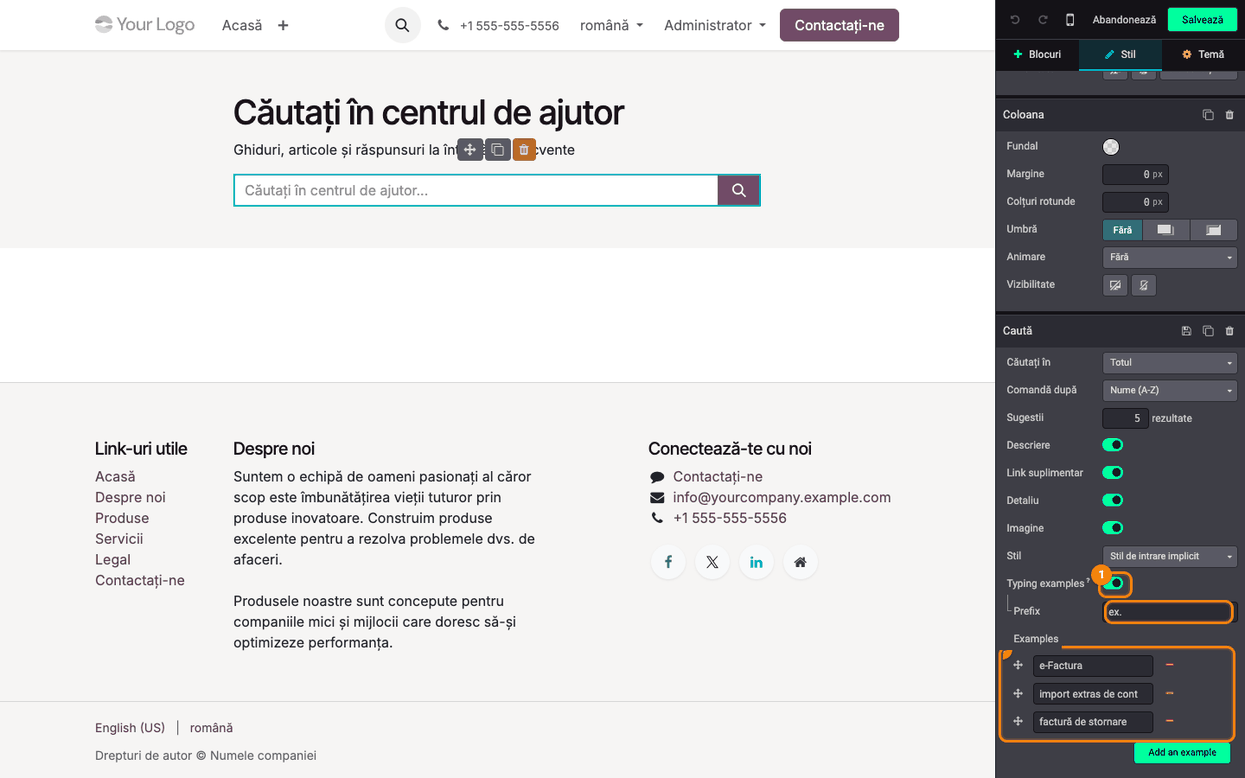 Your Logo
Acasă
+1 555-555-5556
română
Administrator
Contactați-ne
Căutați în centrul de ajutor
Ghiduri, articole și răspunsuri la
cvente
Căutați în centrul de ajutor...
Link-uri utile
Acasă
Despre noi
Produse
Servicii
Legal
Contactați-ne
Despre noi
Suntem o echipă de oameni pasionați al căror
scop este îmbunătățirea vieții tuturor prin
produse inovatoare. Construim produse
excelente pentru a rezolva problemele dvs. de
afaceri.
Produsele noastre sunt concepute pentru
companiile mici și mijlocii care doresc să-și
optimizeze performanța.
Conectează-te cu noi
Contactați-ne
info@yourcompany.example.com
+1 555-555-5556
English (US)
română
Drepturi de autor © Numele companiei
Abandonează
Salvează
Blocuri
Stil
Temă
Coloana
Fundal
Margine 0 px
Colțuri rotunde 0 px
Umbră Fără
Animare Fără
Vizibilitate
Caută
Căutați în Totul
Comandă după Nume (A-Z)
Sugestii 5 rezultate
Descriere
Link suplimentar
Detaliu
Imagine
Stil Stil de intrare implicit
Typing examples ? 1
Prefix ex.
Examples
e-Factura
import extras de cont
factură de stornare
Add an example